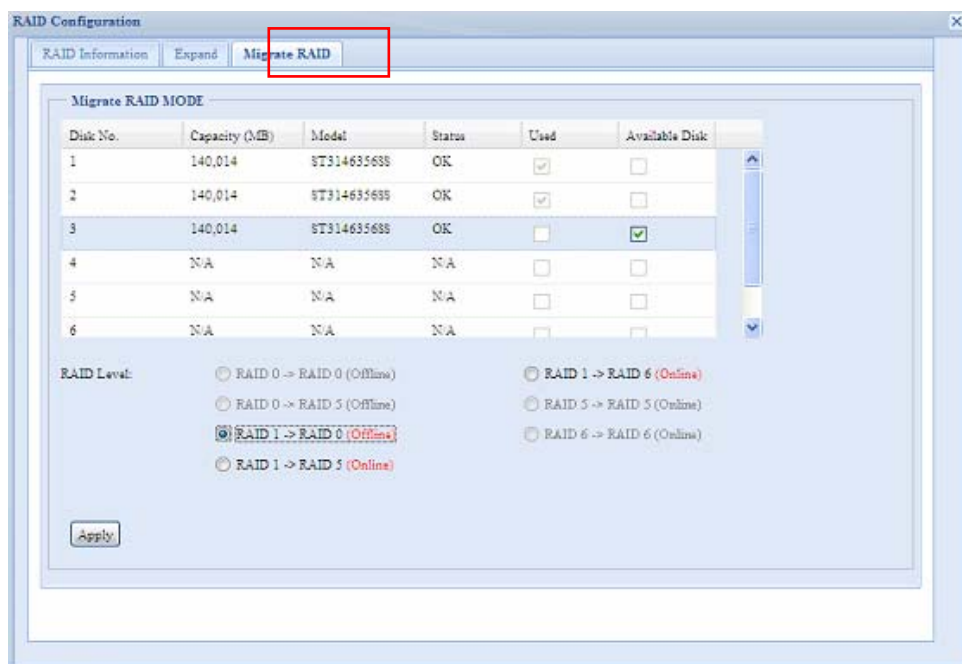 RAID Configuration
RAID Information Expand Migrate RAID
Migrate RAID MODE
Disk No. Capacity (MB) Model Status Used Available Disk
1 140,014 ST3146356SS OK
2 140,014 ST3146356SS OK
3 140,014 ST3146356SS OK
4 N/A N/A N/A
5 N/A N/A N/A
6 N/A N/A N/A
RAID Level: RAID 0 -> RAID 0 (Offline) RAID 1 -> RAID 6 (Online)
RAID 0 -> RAID 5 (Offline) RAID 5 -> RAID 5 (Online)
RAID 1 -> RAID 0 (Offline) RAID 6 -> RAID 6 (Online)
RAID 1 -> RAID 5 (Online)
Apply